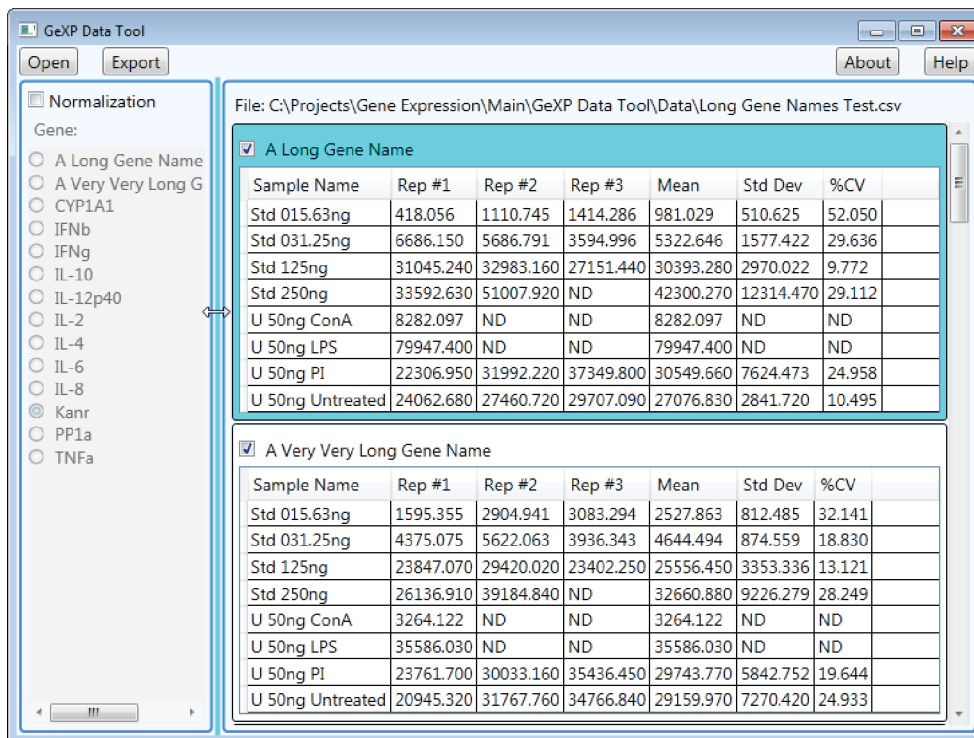 GeXP Data Tool
Open Export About Help
Normalization
Gene:
A Long Gene Name
A Very Very Long G
CYP1A1
IFNb
IFNg
IL-10
IL-12p40
IL-2
IL-4
IL-6
IL-8
Kanr
PP1a
TNFa
File: C:\Projects\Gene Expression\Main\GeXP Data Tool\Data\Long Gene Names Test.csv
A Long Gene Name
Sample Name Rep #1 Rep #2 Rep #3 Mean Std Dev %CV
Std 015.63ng 418.056 1110.745 1414.286 981.029 510.625 52.050
Std 031.25ng 6686.150 5686.791 3594.996 5322.646 1577.422 29.636
Std 125ng 31045.240 32983.160 27151.440 30393.280 2970.022 9.772
Std 250ng 33592.630 51007.920 ND 42300.270 12314.470 29.112
U 50ng ConA 8282.097 ND ND 8282.097 ND ND
U 50ng LPS 79947.400 ND ND 79947.400 ND ND
U 50ng PI 22306.950 31992.220 37349.800 30549.660 7624.473 24.958
U 50ng Untreated 24062.680 27460.720 29707.090 27076.830 2841.720 10.495
A Very Very Long Gene Name
Sample Name Rep #1 Rep #2 Rep #3 Mean Std Dev %CV
Std 015.63ng 1595.355 2904.941 3083.294 2527.863 812.485 32.141
Std 031.25ng 4375.075 5622.063 3936.343 4644.494 874.559 18.830
Std 125ng 23847.070 29420.020 23402.250 25556.450 3353.336 13.121
Std 250ng 26136.910 39184.840 ND 32660.880 9226.279 28.249
U 50ng ConA 3264.122 ND ND 3264.122 ND ND
U 50ng LPS 35586.030 ND ND 35586.030 ND ND
U 50ng PI 23761.700 30033.160 35436.450 29743.770 5842.752 19.644
U 50ng Untreated 20945.320 31767.760 34766.840 29159.970 7270.420 24.933